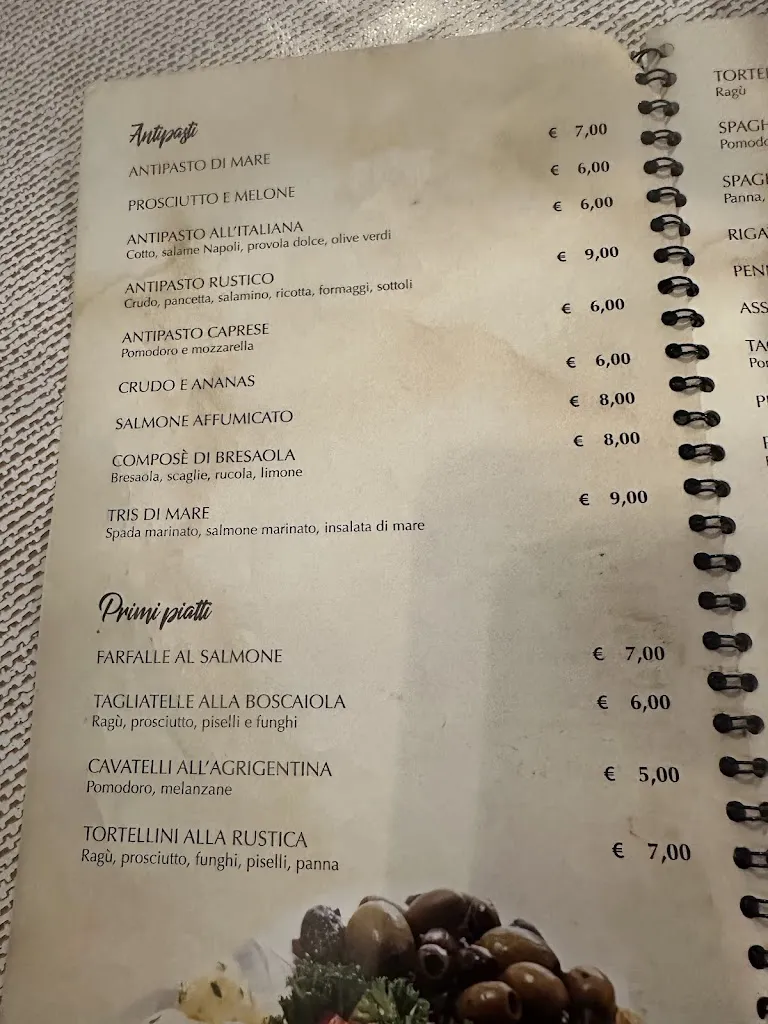 Antipasti
ANTIPASTO DI MARE € 7,00
PROSCIUTTO E MELONE € 6,00
ANTIPASTO ALL'ITALIANA € 6,00
Cotto, salame Napoli, provola dolce, olive verdi
ANTIPASTO RUSTICO € 9,00
Crudo, pancetta, salamino, ricotta, formaggi, sottoli
ANTIPASTO CAPRESE € 6,00
Pomodoro e mozzarella
CRUDO E ANANAS € 6,00
SALMONE AFFUMICATO € 8,00
COMPOSÈ DI BRESAOLA € 8,00
Bresaola, scaglie, rucola, limone
TRIS DI MARE € 9,00
Spada marinato, salmone marinato, insalata di mare
Primi piatti
FARFALLE AL SALMONE € 7,00
TAGLIATELLE ALLA BOSCAIOLA € 6,00
Ragù, prosciutto, piselli e funghi
CAVATELLI ALL'AGRIGENTINA € 5,00
Pomodoro, melanzane
TORTELLINI ALLA RUSTICA € 7,00
Ragù, prosciutto, funghi, piselli, panna
Ragù
Panna,